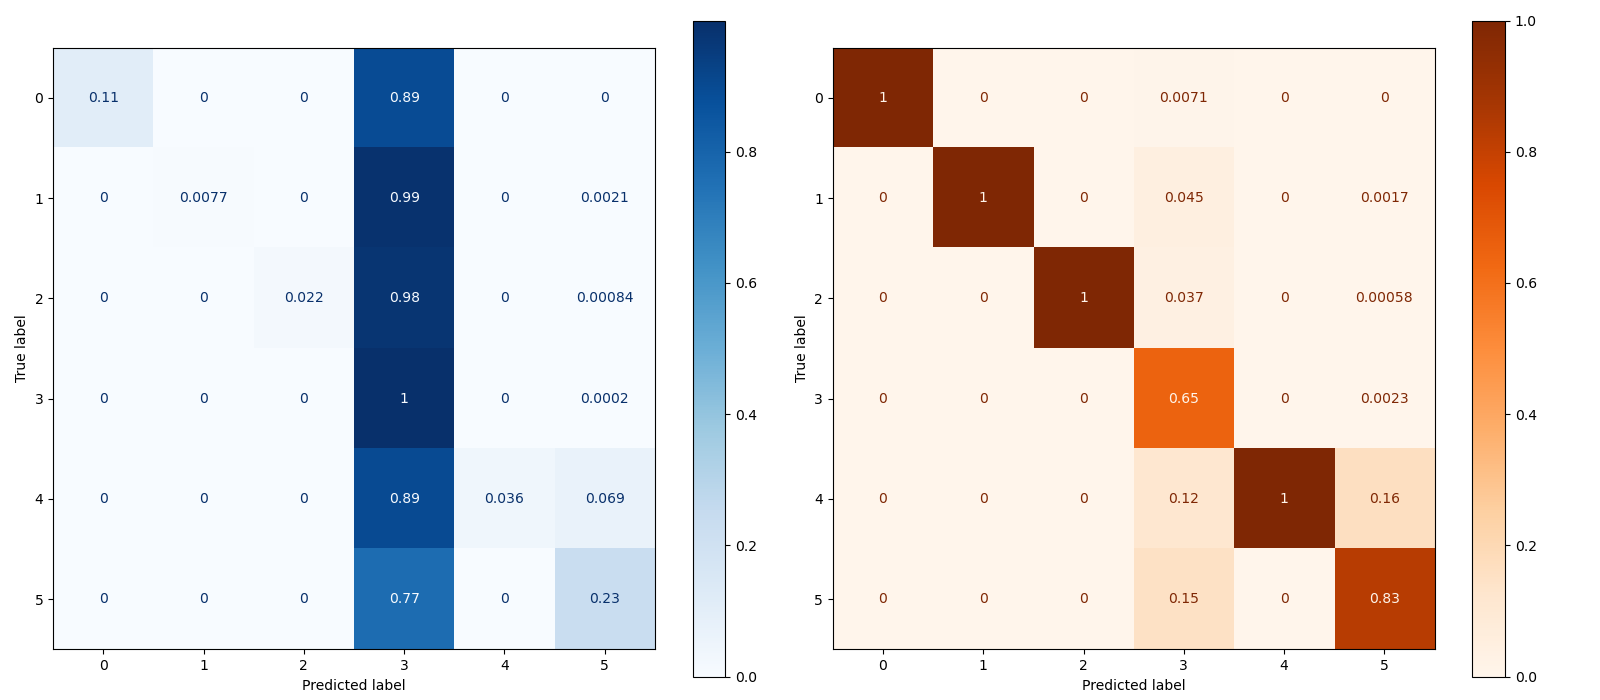 0 0.11 0 0 0.89 0 0
1 0 0.0077 0 0.99 0 0.0021
2 0 0 0.022 0.98 0 0.00084
3 0 0 0 1 0 0.0002
4 0 0 0 0.89 0.036 0.069
5 0 0 0 0.77 0 0.23
0 1 2 3 4 5
True label
Predicted label
0.8
0.6
0.4
0.2
0.0
0 1 0 0 0.0071 0 0
1 0 1 0 0.045 0 0.0017
2 0 0 1 0.037 0 0.00058
3 0 0 0 0.65 0 0.0023
4 0 0 0 0.12 1 0.16
5 0 0 0 0.15 0 0.83
0 1 2 3 4 5
True label
Predicted label
1.0
0.8
0.6
0.4
0.2
0.0